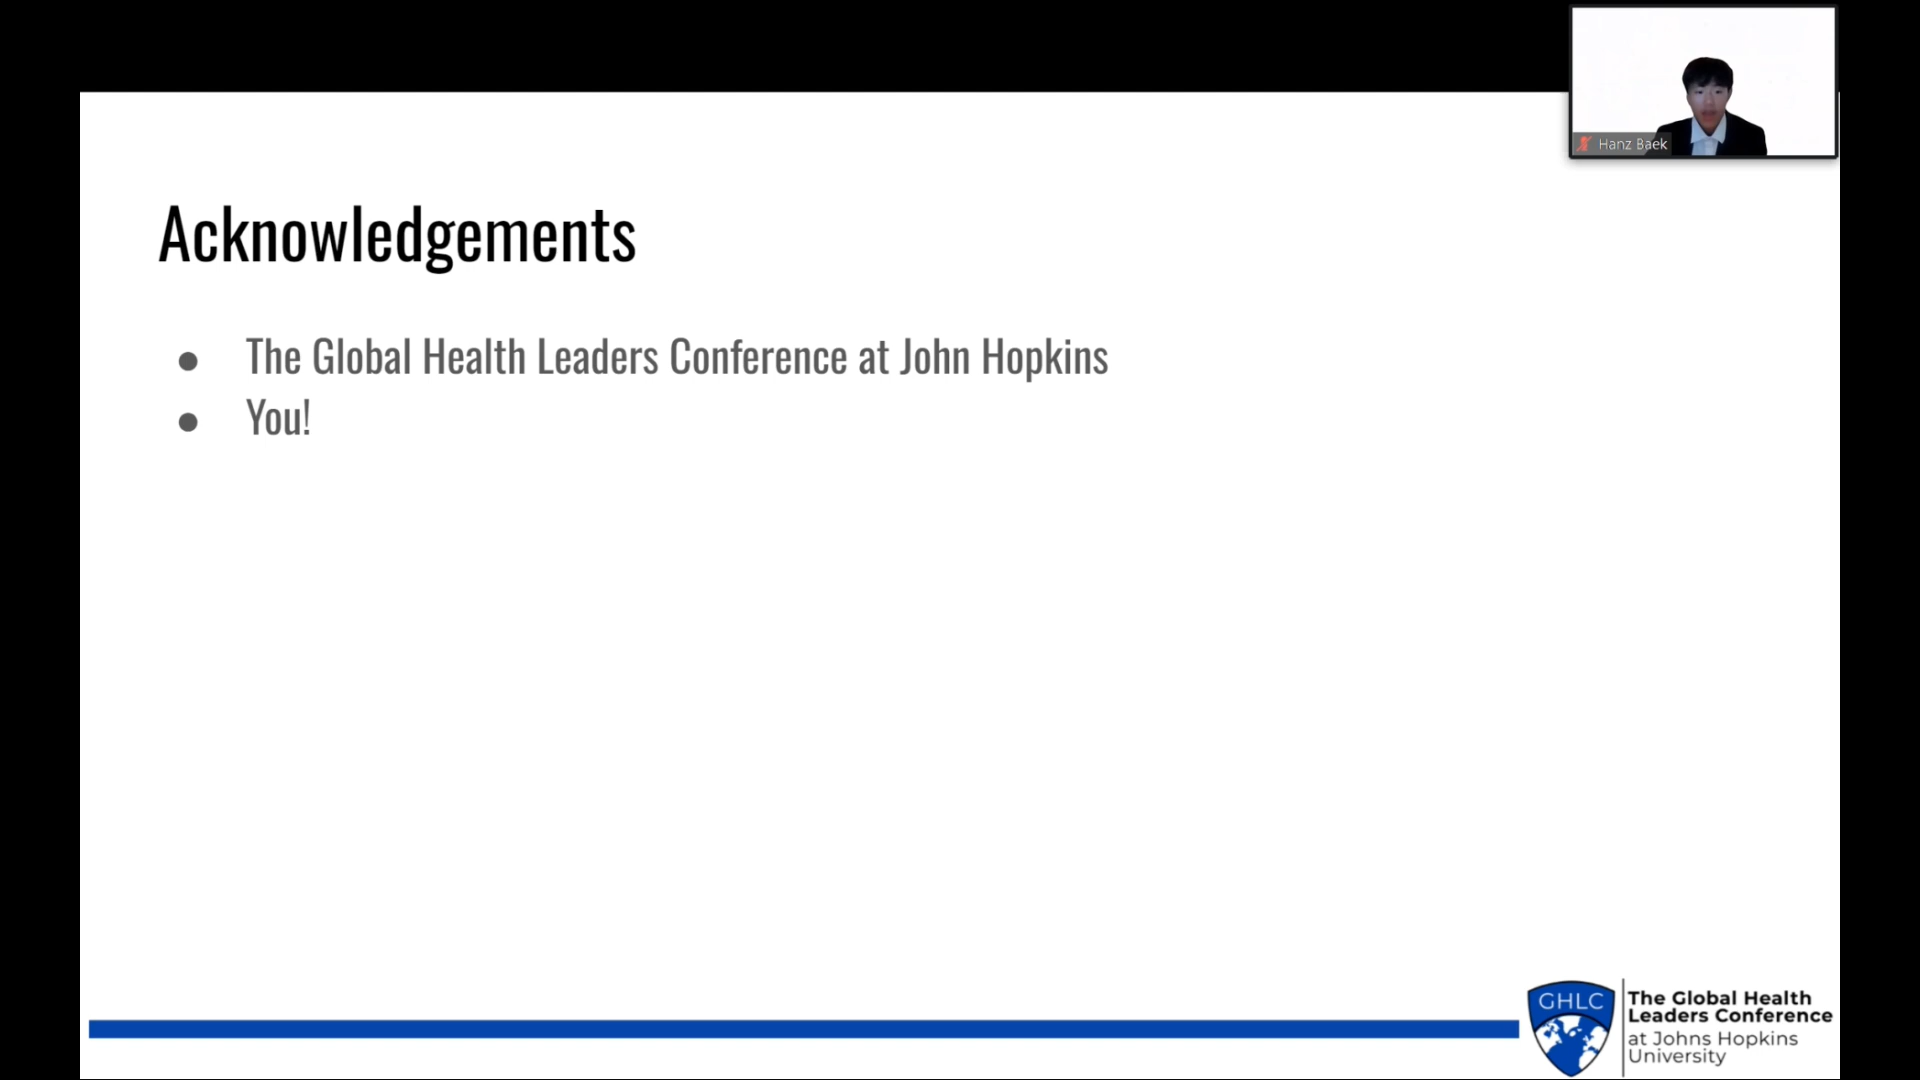 Hanz Baek
Acknowledgements
● The Global Health Leaders Conference at John Hopkins
● You!
GHLC
The Global Health
Leaders Conference
at Johns Hopkins
University